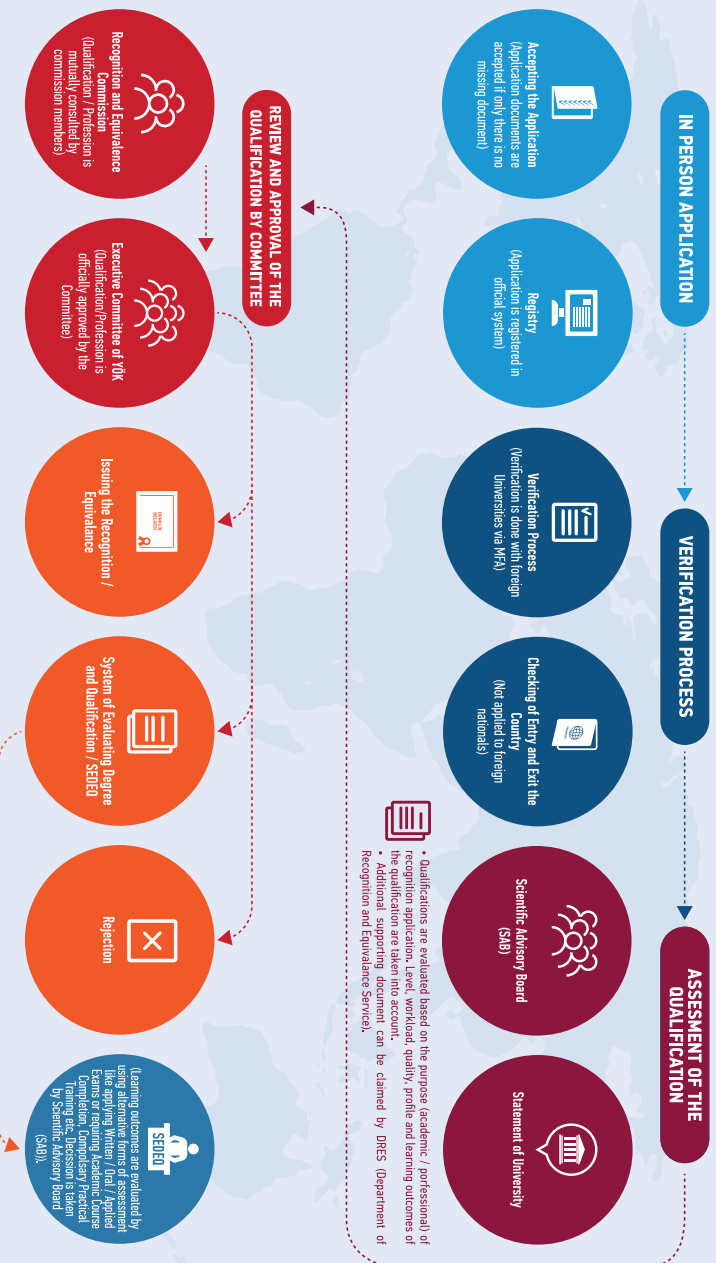 IN PERSON APPLICATION
VERIFICATION PROCESS
ASSESMENT OF THE
QUALIFICATION
Accepting the Application
(Application documents are
accepted if only there is no
missing document)
Registry
(Application is registered in
official system)
Verification Process
(Verification is done with foreign
Universities via MFA)
Checking of Entry and Exit the
Country
(Not applied to foreign
nationals)
Scientific Advisory Board
(SAB)
Statement of University
• Qualifications are evaluated based on the purpose (academic / professional) of
recognition application. Level, workload, quality, profile and learning outcomes of
the qualification are taken into account.
• Additional supporting document can be claimed by DRES (Department of
Recognition and Equivalance Service).
REVIEW AND APPROVAL OF THE
QUALIFICATION BY COMMITTEE
Recognition and Equivalence
Commission
(Qualification / Profession is
mutually consulted by
commission members)
Executive Committee of YÖK
(Qualification/Profession is
officially approved by the
Committee)
DENKLİK
BELGESİ
Issuing the Recognition /
Equivalance
System of Evaluating Degree
and Qualification / SEDEQ
Rejection
SEDEQ
(Learning outcomes are evaluated by
using alternative forms of assessment
like applying Written / Oral / Applied
Exams or requiring Academic Course
Completion, Compolsary Practical
Training etc. Decission is taken
by Scientific Advisory Board
(SAB)).